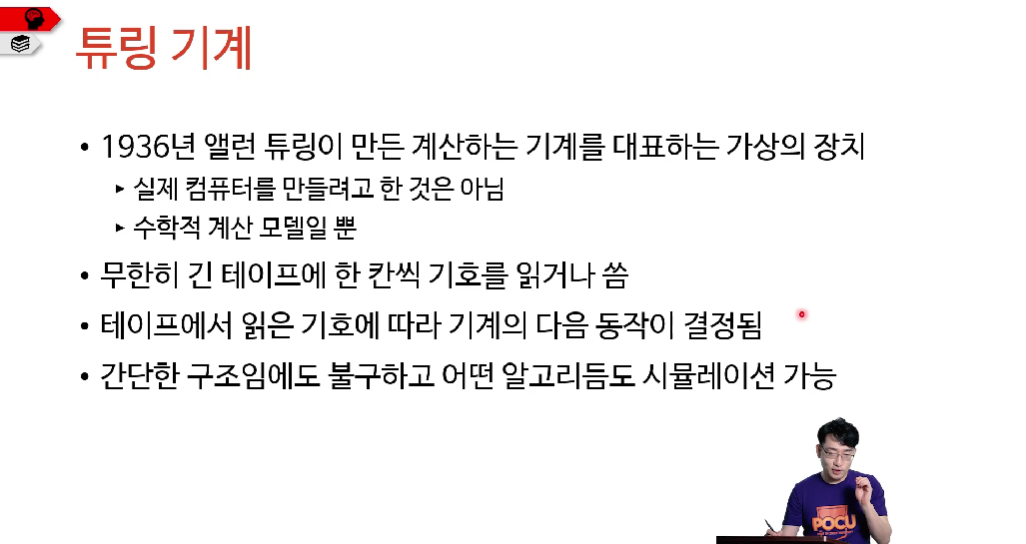 튜링 기계
• 1936년 앨런 튜링이 만든 계산하는 기계를 대표하는 가상의 장치
▸ 실제 컴퓨터를 만들려고 한 것은 아님
▸ 수학적 계산 모델일 뿐
• 무한히 긴 테이프에 한 칸씩 기호를 읽거나 씀
• 테이프에서 읽은 기호에 따라 기계의 다음 동작이 결정됨
• 간단한 구조임에도 불구하고 어떤 알고리듬도 시뮬레이션 가능
POCU